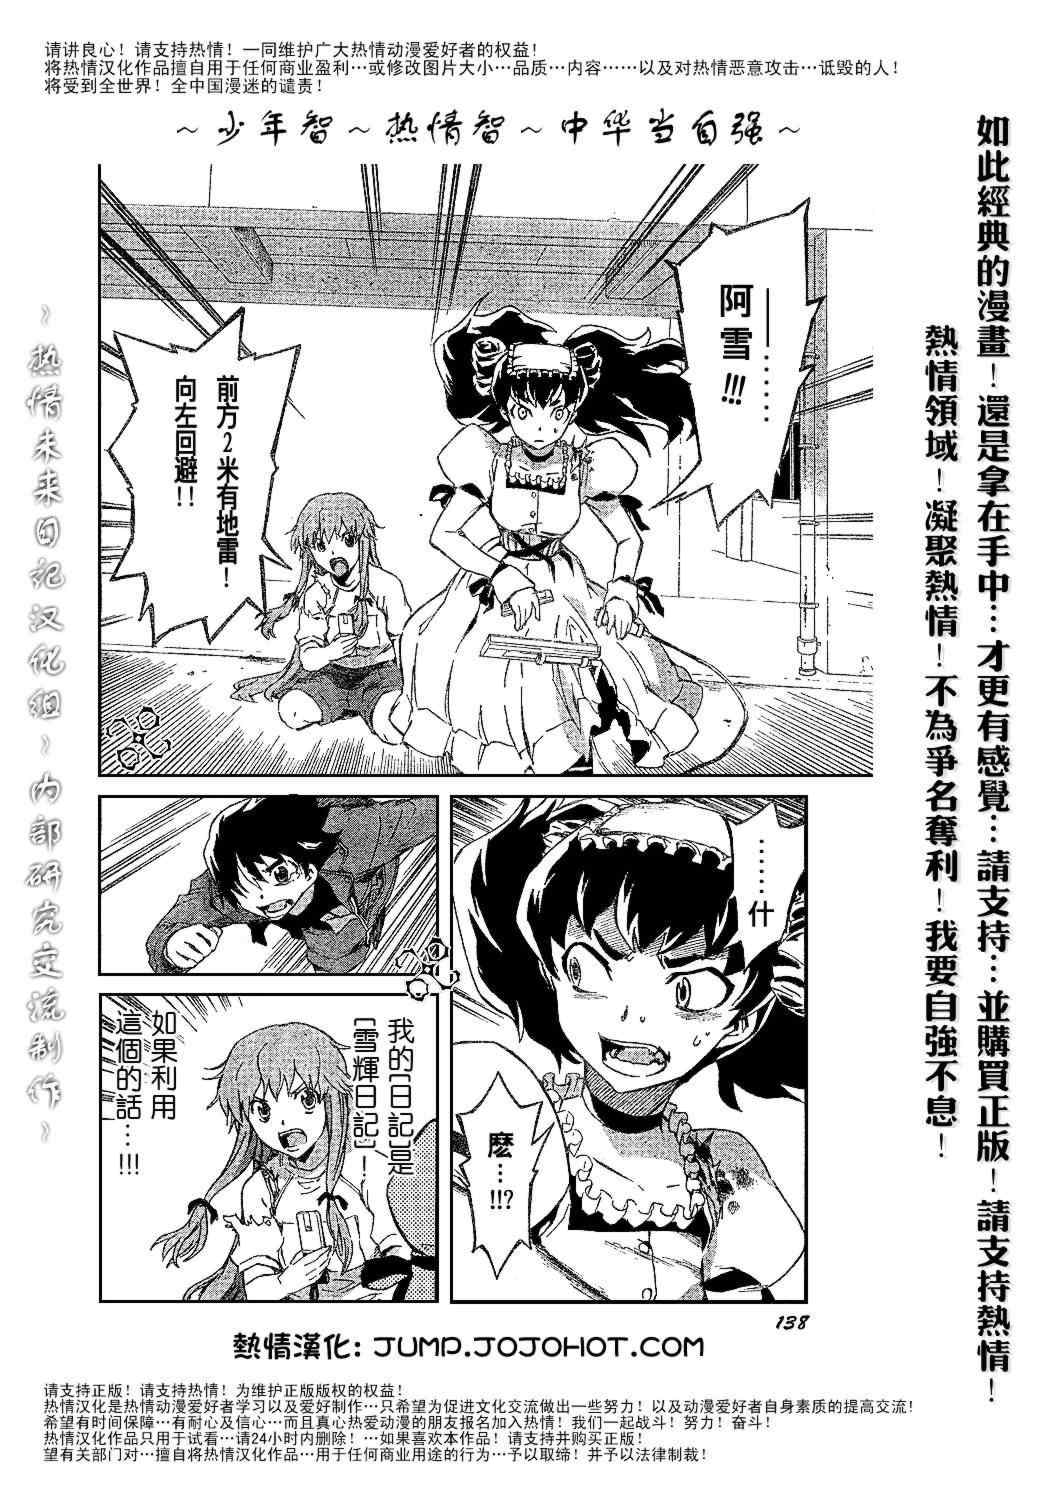 请讲良心！请支持热情！一同维护广大热情动漫爱好者的权益！
将热情汉化作品擅自用于任何商业盈利…或修改图片大小…品质…内容……以及对热情恶意攻击…诋毁的人！
将受到全世界！全中国漫迷的谴责！
～少年智～热情智～中华当自强～
如此經典的漫畫！還是拿在手中…才更有感覺…請支持…並購買正版！請支持熱情！
熱情領域！凝聚熱情！不為爭名奪利！我要自強不息！
～热情未来日记汉化组～内部研究交流制作～
——……
阿雪!!!
前方2米有地雷！
向左回避!!
……什
麼…!!!?
我的[日記]是
[雪輝日記]！
如果利用
這個的話…!!!
138
熱情漢化: JUMP.JOJOHOT.COM
请支持正版！请支持热情！为维护正版版权的权益！
热情汉化是热情动漫爱好者学习以及爱好制作…只希望为促进文化交流做出一些努力！以及动漫爱好者自身素质的提高交流！
希望有时间保障…有耐心及信心…而且真心热爱动漫的朋友报名加入热情！我们一起战斗！努力！奋斗！
热情汉化作品只用于试看…请24小时内删除！…如果喜欢本作品！请支持并购买正版！
望有关部门对…擅自将热情汉化作品…用于任何商业用途的行为…予以取缔！并予以法律制裁！